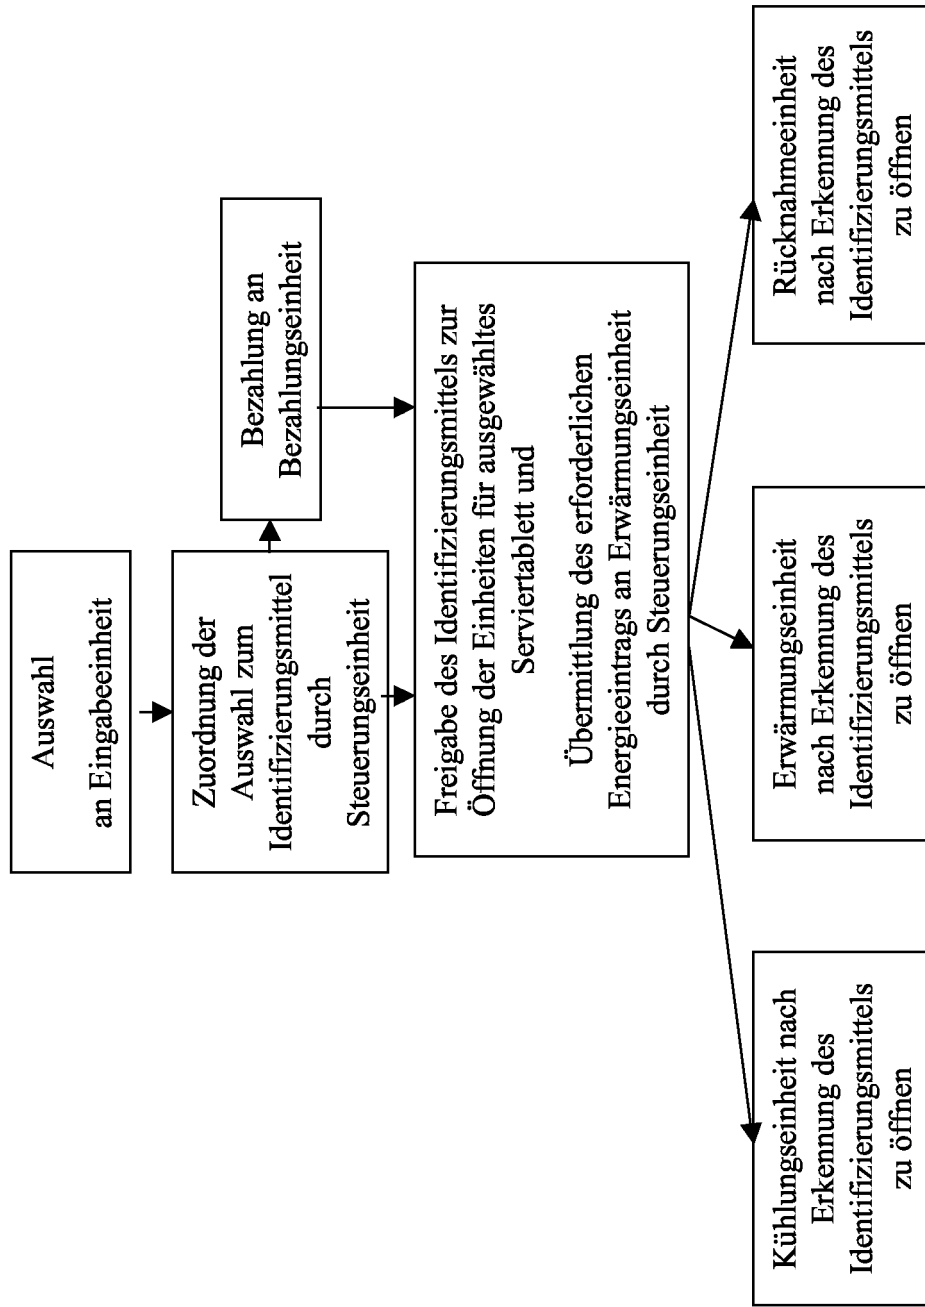 Auswahl
an Eingabeeinheit
Zuordnung der
Auswahl zum
Identifizierungsmittel
durch
Steuerungseinheit
Bezahlung an
Bezahlungseinheit
Freigabe des Identifizierungsmittels zur
Öffnung der Einheiten für ausgewähltes
Serviertablett und
Übermittlung des erforderlichen
Energieeintrags an Erwärmungseinheit
durch Steuerungseinheit
Kühlungseinheit nach
Erkennung des
Identifizierungsmittels
zu öffnen
Erwärmungseinheit
nach Erkennung des
Identifizierungsmittels
zu öffnen
Rücknahmeeinheit
nach Erkennung des
Identifizierungsmittels
zu öffnen